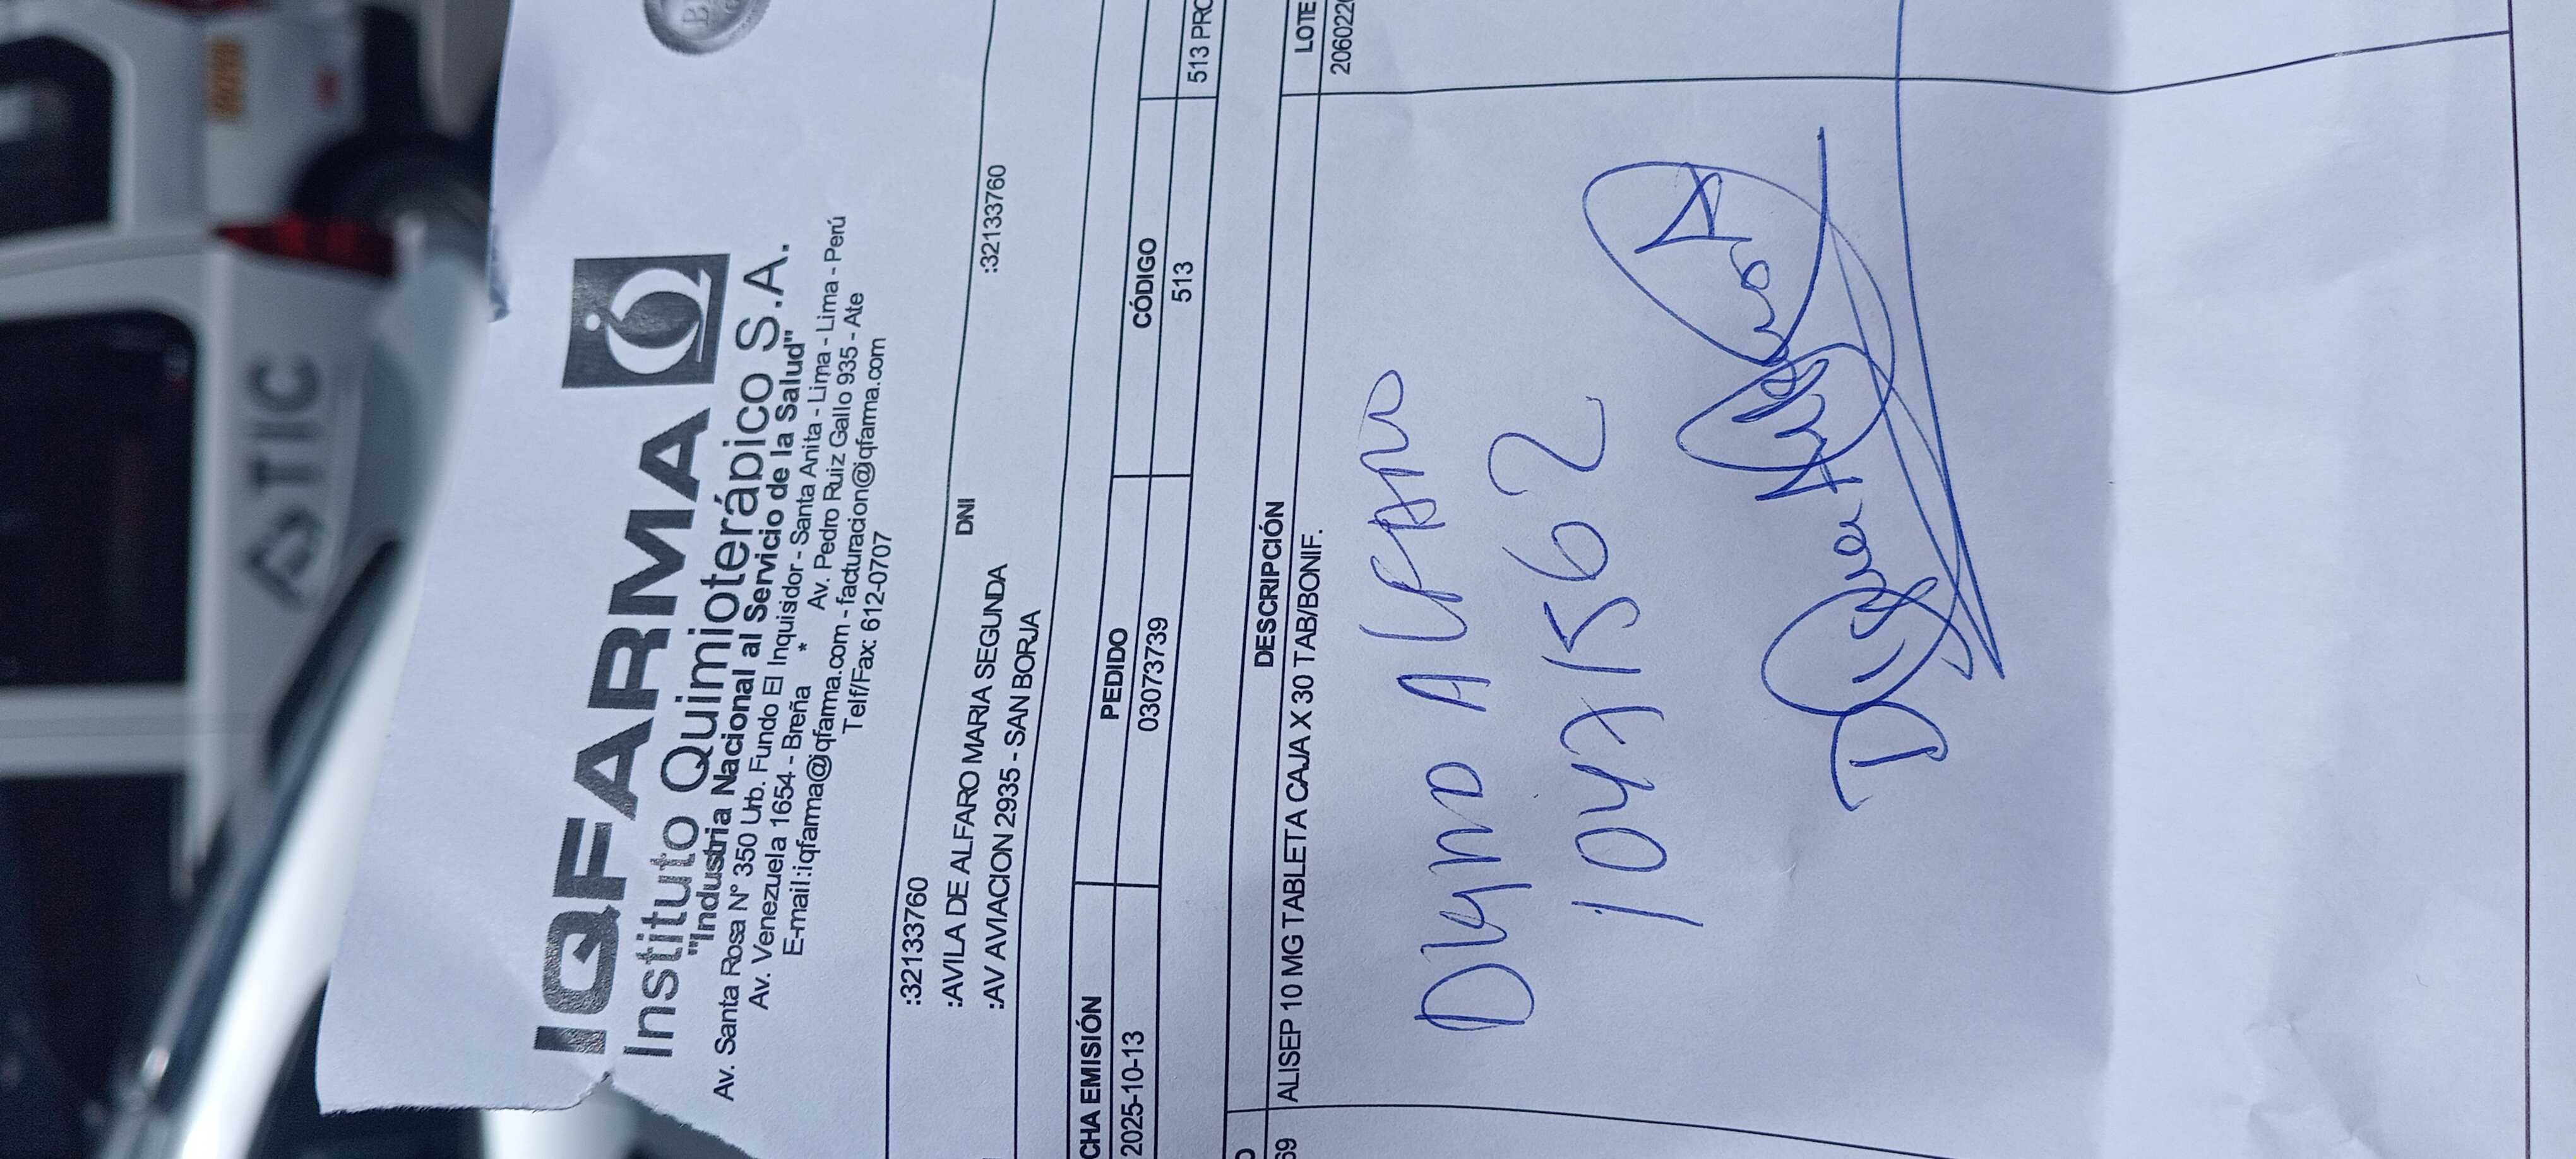 IQFARMA
Instituto Quimioterápico S.A.
"Industria Nacional al Servicio de la Salud"
Av. Santa Rosa N° 350 Urb. Fundo El Inquisidor - Santa Anita - Lima - Lima - Perú
Av. Venezuela 1654 - Breña * Av. Pedro Ruiz Gallo 935 - Ate
E-mail:iqfarma@iqfarma.com - facturacion@iqfarma.com
Telf/Fax: 612-0707
:32133760
:AVILA DE ALFARO MARIA SEGUNDA DNI :32133760
:AV AVIACION 2935 - SAN BORJA
CHA EMISIÓN PEDIDO CÓDIGO
2025-10-13 03073739 513 513 PRO
DESCRIPCIÓN LOTE
69 ALISEP 10 MG TABLETA CAJA X 30 TAB/BONIF. 2060220
TIC